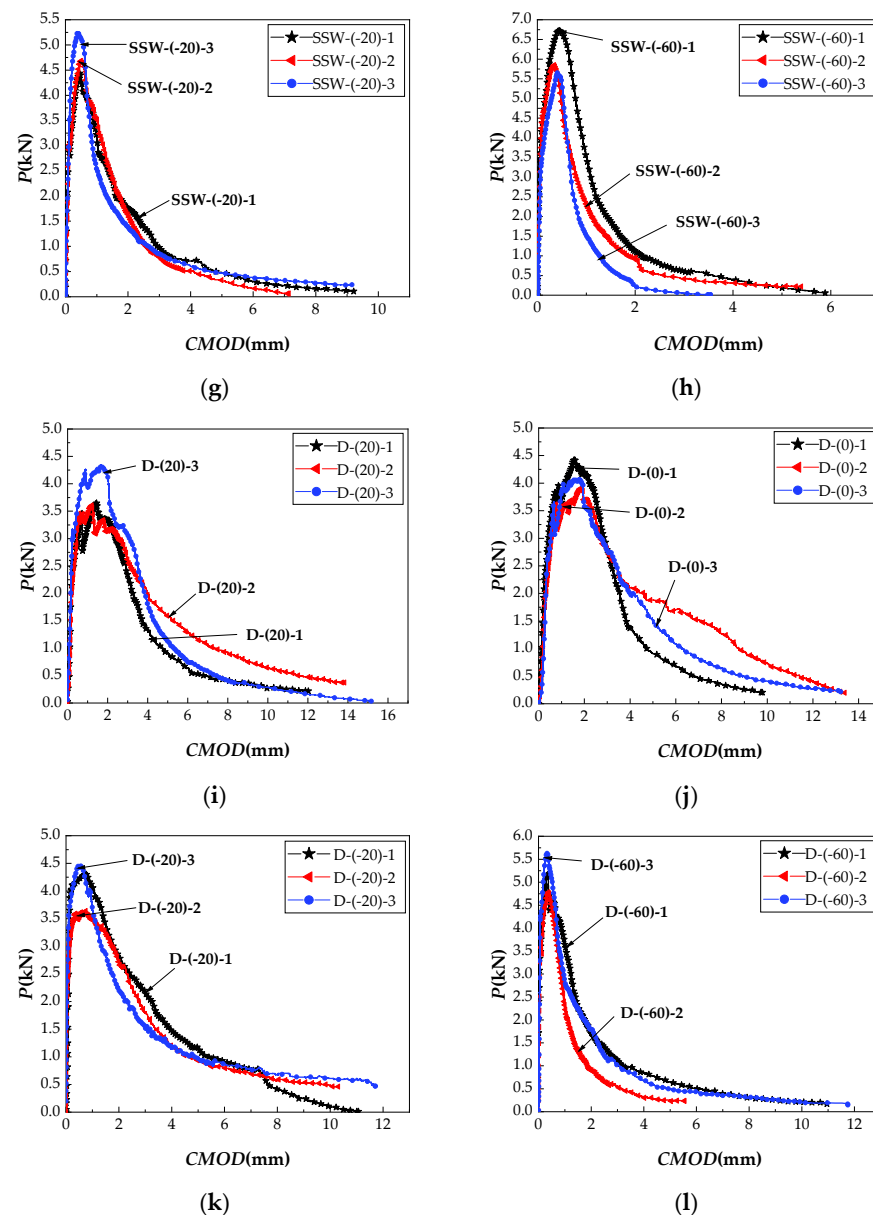 5.5
5.0
4.5
4.0
3.5
3.0
2.5
2.0
1.5
1.0
0.5
0.0
P(kN)
SSW-(-20)-3
SSW-(-20)-2
SSW-(-20)-1
SSW-(-20)-1
SSW-(-20)-2
SSW-(-20)-3
0 2 4 6 8 10
CMOD(mm)
(g)
7.0
6.5
6.0
5.5
5.0
4.5
4.0
3.5
3.0
2.5
2.0
1.5
1.0
0.5
0.0
P(kN)
SSW-(-60)-1
SSW-(-60)-2
SSW-(-60)-3
SSW-(-60)-1
SSW-(-60)-2
SSW-(-60)-3
0 2 4 6
CMOD(mm)
(h)
5.0
4.5
4.0
3.5
3.0
2.5
2.0
1.5
1.0
0.5
0.0
P(kN)
D-(20)-3
D-(20)-2
D-(20)-1
D-(20)-1
D-(20)-2
D-(20)-3
0 2 4 6 8 10 12 14 16
CMOD(mm)
(i)
5.0
4.5
4.0
3.5
3.0
2.5
2.0
1.5
1.0
0.5
0.0
P(kN)
D-(0)-1
D-(0)-2
D-(0)-3
D-(0)-1
D-(0)-2
D-(0)-3
0 2 4 6 8 10 12 14
CMOD(mm)
(j)
5.0
4.5
4.0
3.5
3.0
2.5
2.0
1.5
1.0
0.5
0.0
P(kN)
D-(-20)-3
D-(-20)-2
D-(-20)-1
D-(-20)-1
D-(-20)-2
D-(-20)-3
0 2 4 6 8 10 12
CMOD(mm)
(k)
6.0
5.5
5.0
4.5
4.0
3.5
3.0
2.5
2.0
1.5
1.0
0.5
0.0
P(kN)
D-(-60)-3
D-(-60)-1
D-(-60)-2
D-(-60)-1
D-(-60)-2
D-(-60)-3
0 2 4 6 8 10 12
CMOD(mm)
(l)